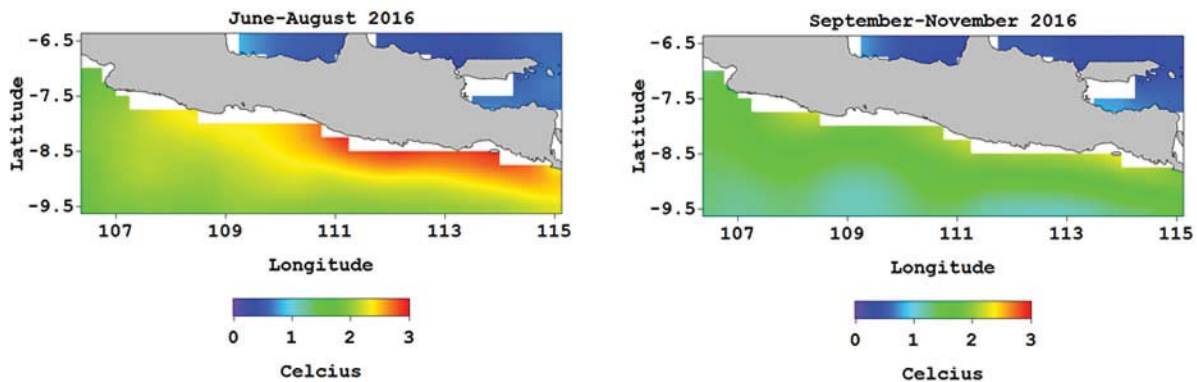 June-August 2016
-6.5
-7.5
-8.5
-9.5
Latitude
107 109 111 113 115
Longitude
0 1 2 3
Celcius
September-November 2016
-6.5
-7.5
-8.5
-9.5
Latitude
107 109 111 113 115
Longitude
0 1 2 3
Celcius